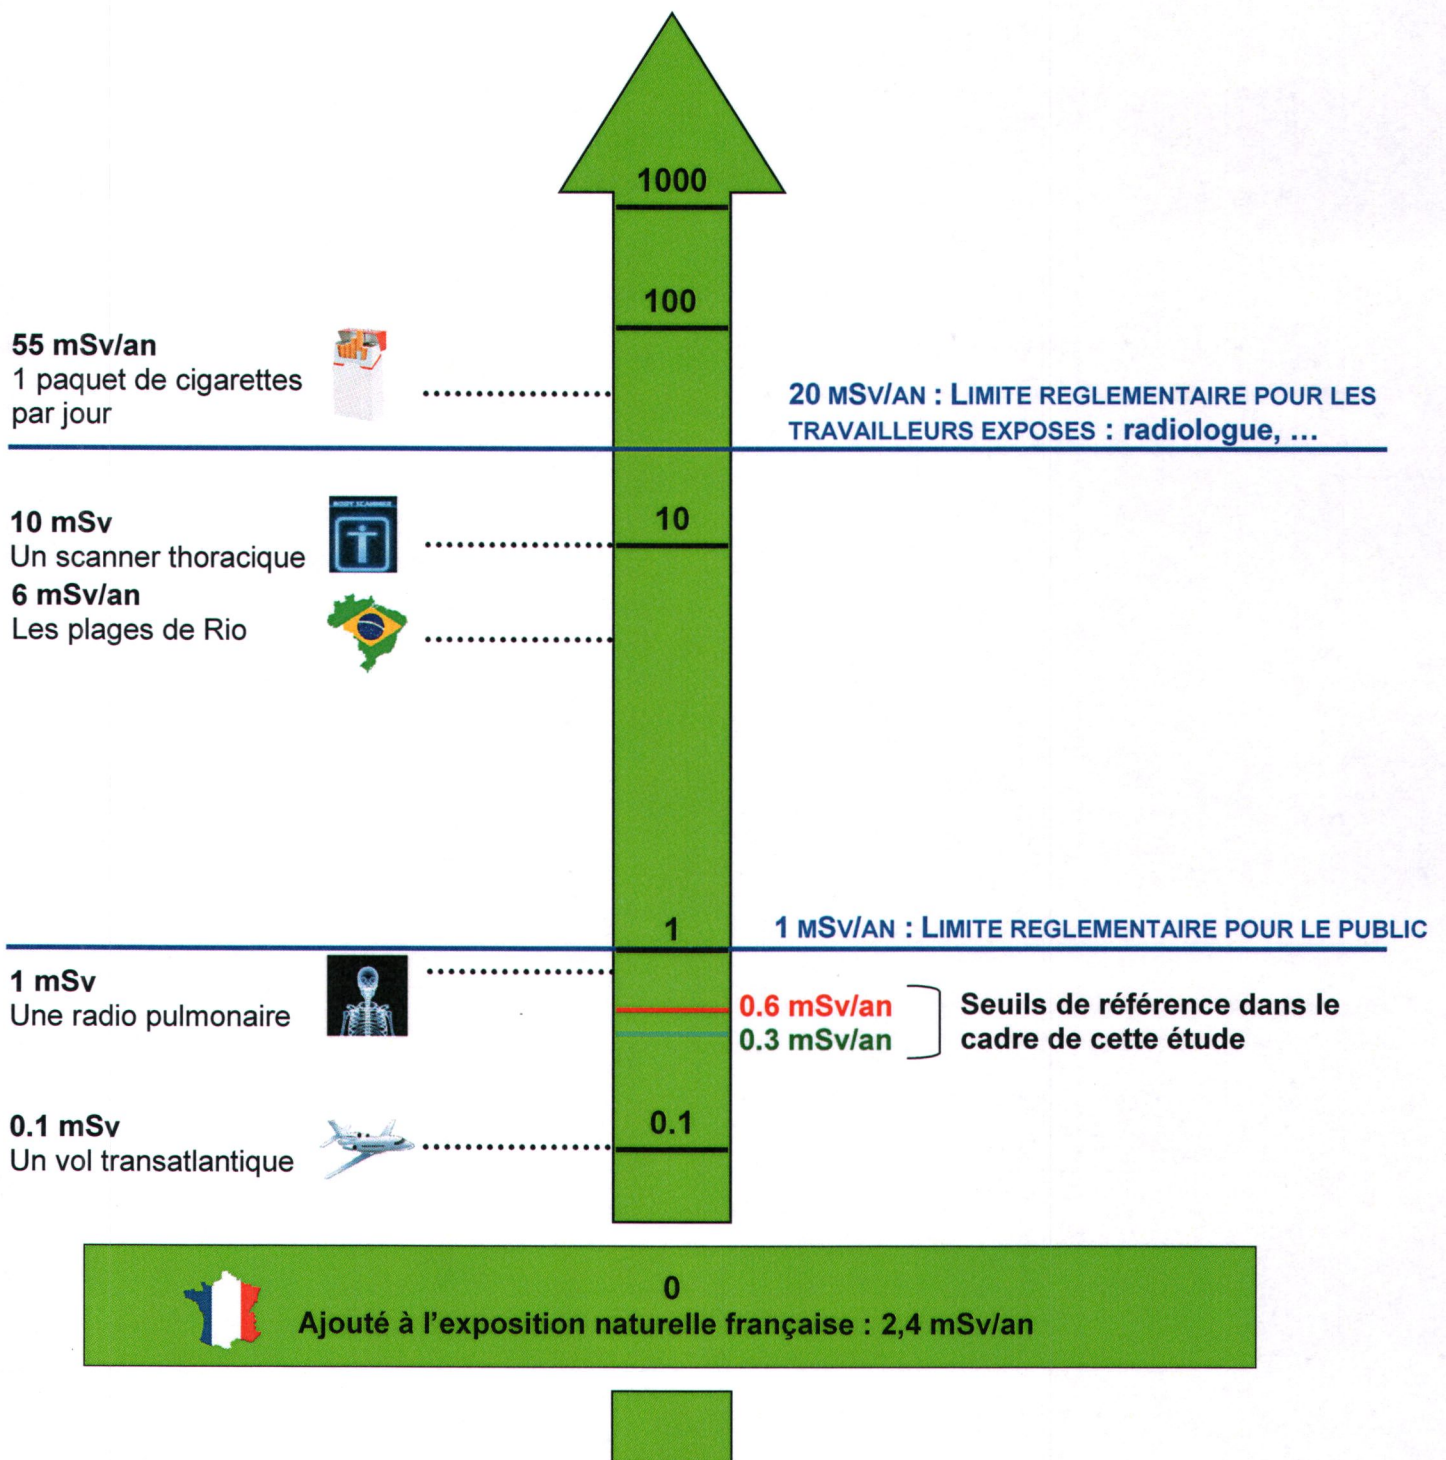 1000
100
55 mSv/an
1 paquet de cigarettes
par jour
20 mSv/an : Limite reglementaire pour les
travailleurs exposes : radiologue, ...
BODY SCANNER
10 mSv
Un scanner thoracique
10
6 mSv/an
Les plages de Rio
1
1 mSv/an : Limite reglementaire pour le public
1 mSv
Une radio pulmonaire
0.6 mSv/an
0.3 mSv/an
Seuils de référence dans le
cadre de cette étude
0.1 mSv
Un vol transatlantique
0.1
0
Ajouté à l'exposition naturelle française : 2,4 mSv/an